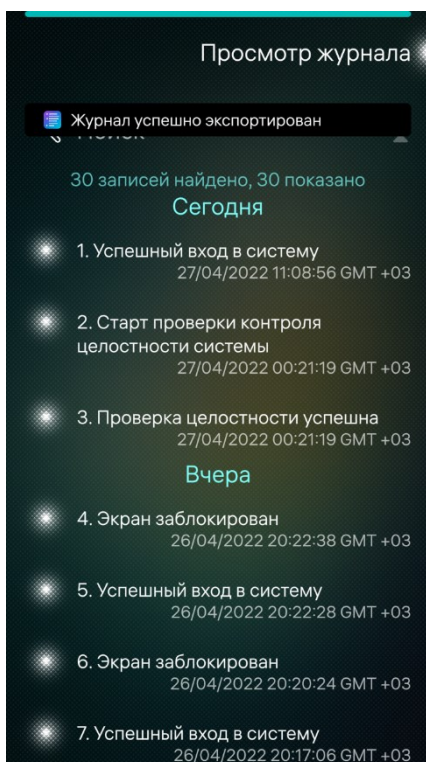 Просмотр журнала
Журнал успешно экспортирован
30 записей найдено, 30 показано
Сегодня
1. Успешный вход в систему
27/04/2022 11:08:56 GMT +03
2. Старт проверки контроля
целостности системы
27/04/2022 00:21:19 GMT +03
3. Проверка целостности успешна
27/04/2022 00:21:19 GMT +03
Вчера
4. Экран заблокирован
26/04/2022 20:22:38 GMT +03
5. Успешный вход в систему
26/04/2022 20:22:28 GMT +03
6. Экран заблокирован
26/04/2022 20:20:24 GMT +03
7. Успешный вход в систему
26/04/2022 20:17:06 GMT +03